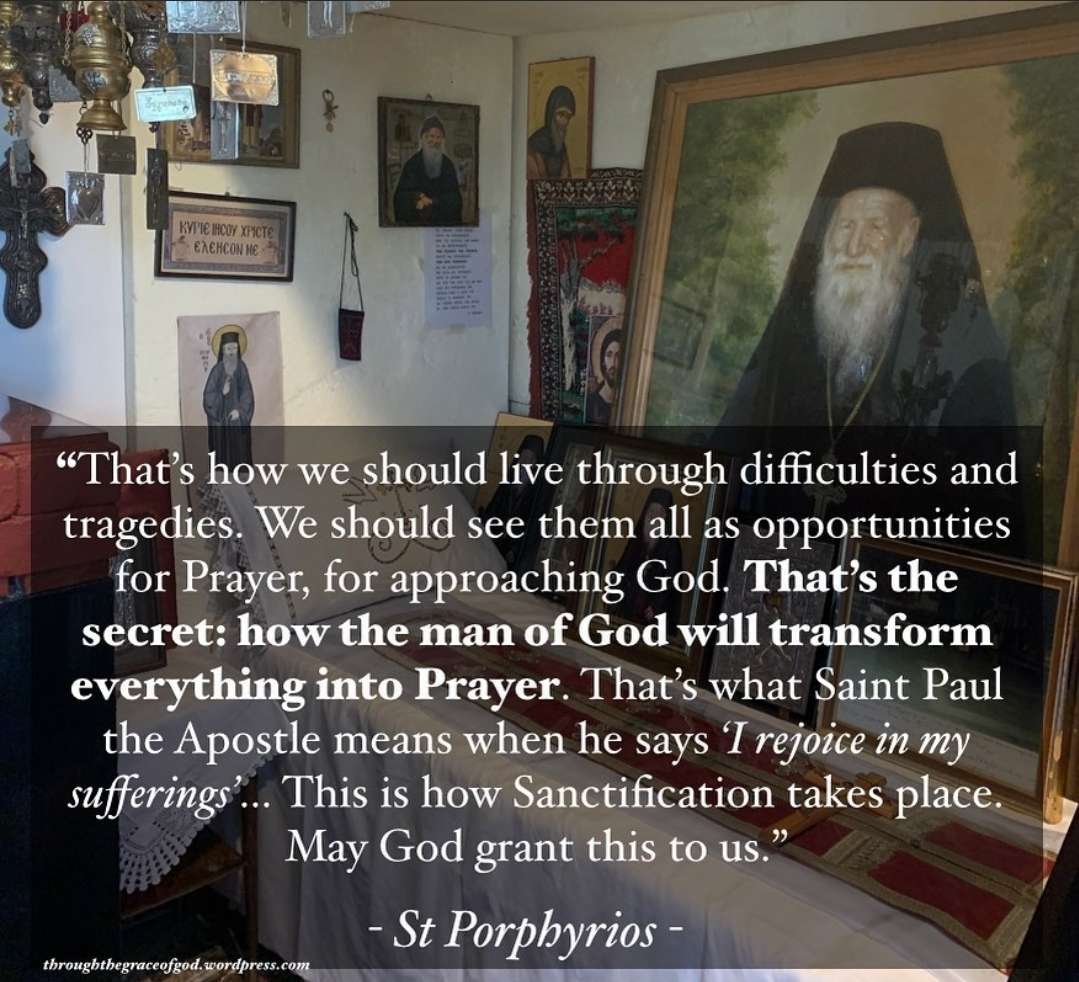 ΚΥΡΙΕ ΙΗСΟΥ ΧΡΙСΤΕ
ΕΛΕΗСΟΝ ΜΕ
“That’s how we should live through difficulties and
tragedies. We should see them all as opportunities
for Prayer, for approaching God. That’s the
secret: how the man of God will transform
everything into Prayer. That’s what Saint Paul
the Apostle means when he says ‘I rejoice in my
sufferings’... This is how Sanctification takes place.
May God grant this to us.”
- St Porphyrios -
throughthegraceofgod.wordpress.com